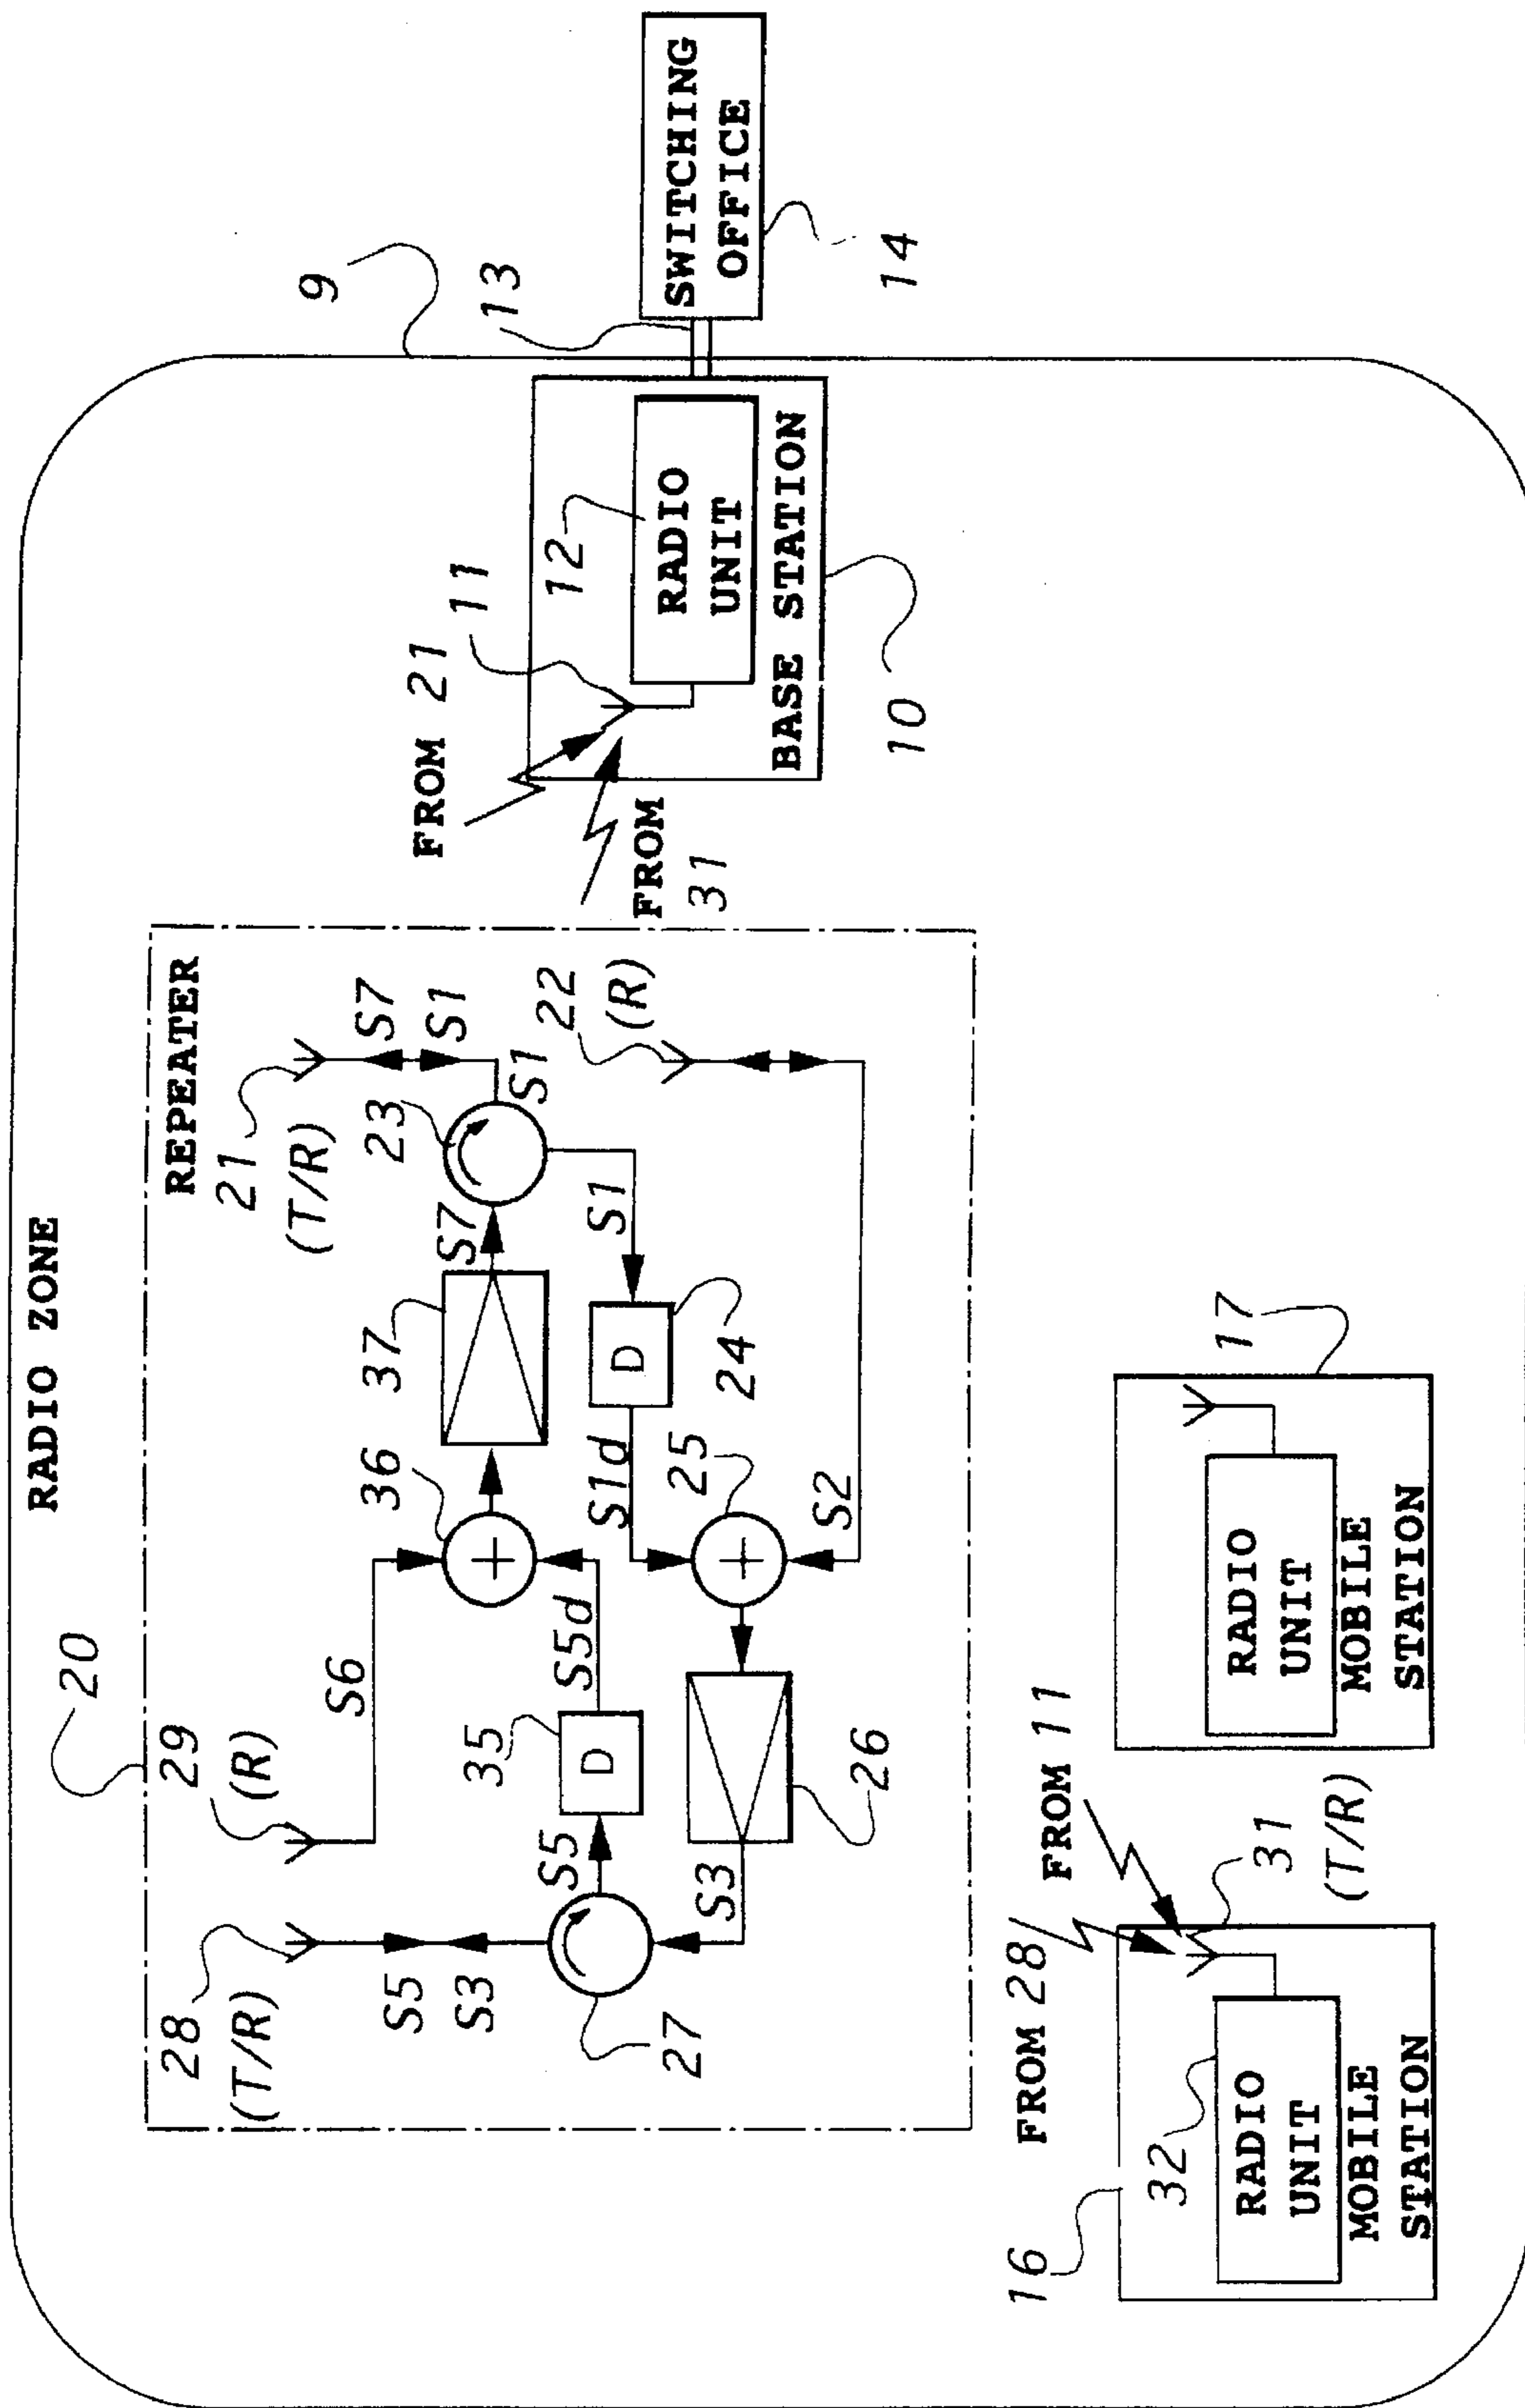 RADIO ZONE
20
9
REPEATER
28
(T/R)
29
(R)
21
(T/R)
S7
S1
S5
S3
S6
36
37
S7
23
S1
S5
35
D
S5d
S1
27
S3
26
S1d
25
D
24
S2
22
(R)
FROM 21
11
FROM
31
12
RADIO
UNIT
BASE STATION
10
13
SWITCHING
OFFICE
14
16
FROM 28
FROM 11
31
(T/R)
32
RADIO
UNIT
MOBILE
STATION
17
RADIO
UNIT
MOBILE
STATION